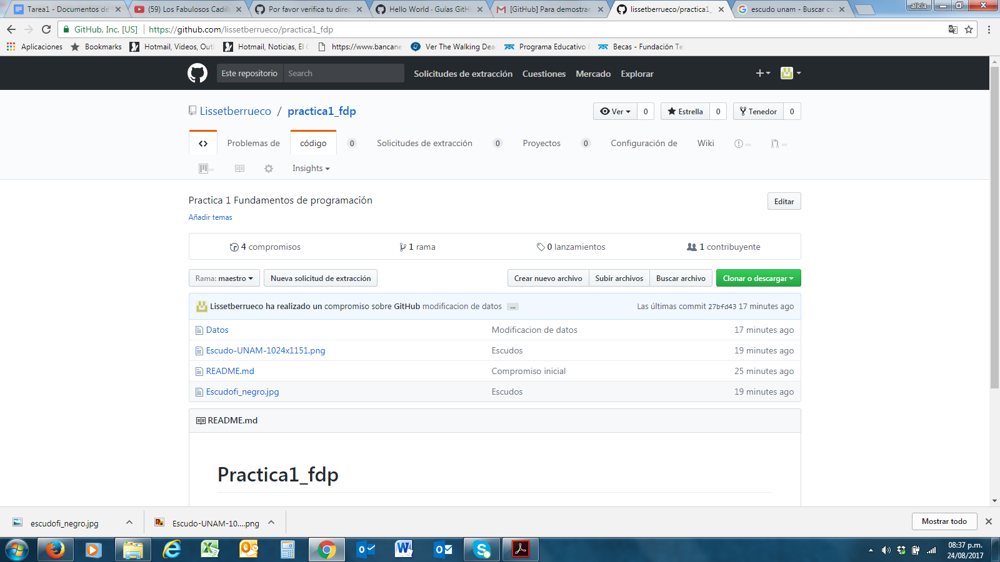 Tarea1 - Documentos de
(59) Los Fabulosos Cadill
Por favor verifica tu direc
Hello World · Guías GitH
[GitHub] Para demostrar
lissetberrueco/practica1_
escudo unam - Buscar co
alicia
GitHub, Inc. [US]
https://github.com/lissetberrueco/practica1_fdp
Aplicaciones
Bookmarks
Hotmail, Videos, Outl
Hotmail, Noticias, El C
https://www.bancane
Ver The Walking Dea
Programa Educativo
Becas - Fundación Te
Este repositorio
Search
Solicitudes de extracción
Cuestiones
Mercado
Explorar
Lissetberrueco / practica1_fdp
Ver
0
Estrella
0
Tenedor
0
Problemas de
código
0
Solicitudes de extracción
0
Proyectos
0
Configuración de
Wiki
Insights
Practica 1 Fundamentos de programación
Editar
Añadir temas
4 compromisos
1 rama
0 lanzamientos
1 contribuyente
Rama: maestro
Nueva solicitud de extracción
Crear nuevo archivo
Subir archivos
Buscar archivo
Clonar o descargar
Lissetberrueco ha realizado un compromiso sobre GitHub modificacion de datos ...
Las últimas commit 27bfd43 17 minutes ago
Datos
Modificacion de datos
17 minutes ago
Escudo-UNAM-1024x1151.png
Escudos
19 minutes ago
README.md
Compromiso inicial
25 minutes ago
Escudofi_negro.jpg
Escudos
19 minutes ago
README.md
Practica1_fdp
escudofi_negro.jpg
Escudo-UNAM-10....png
Mostrar todo
08:37 p.m.
24/08/2017